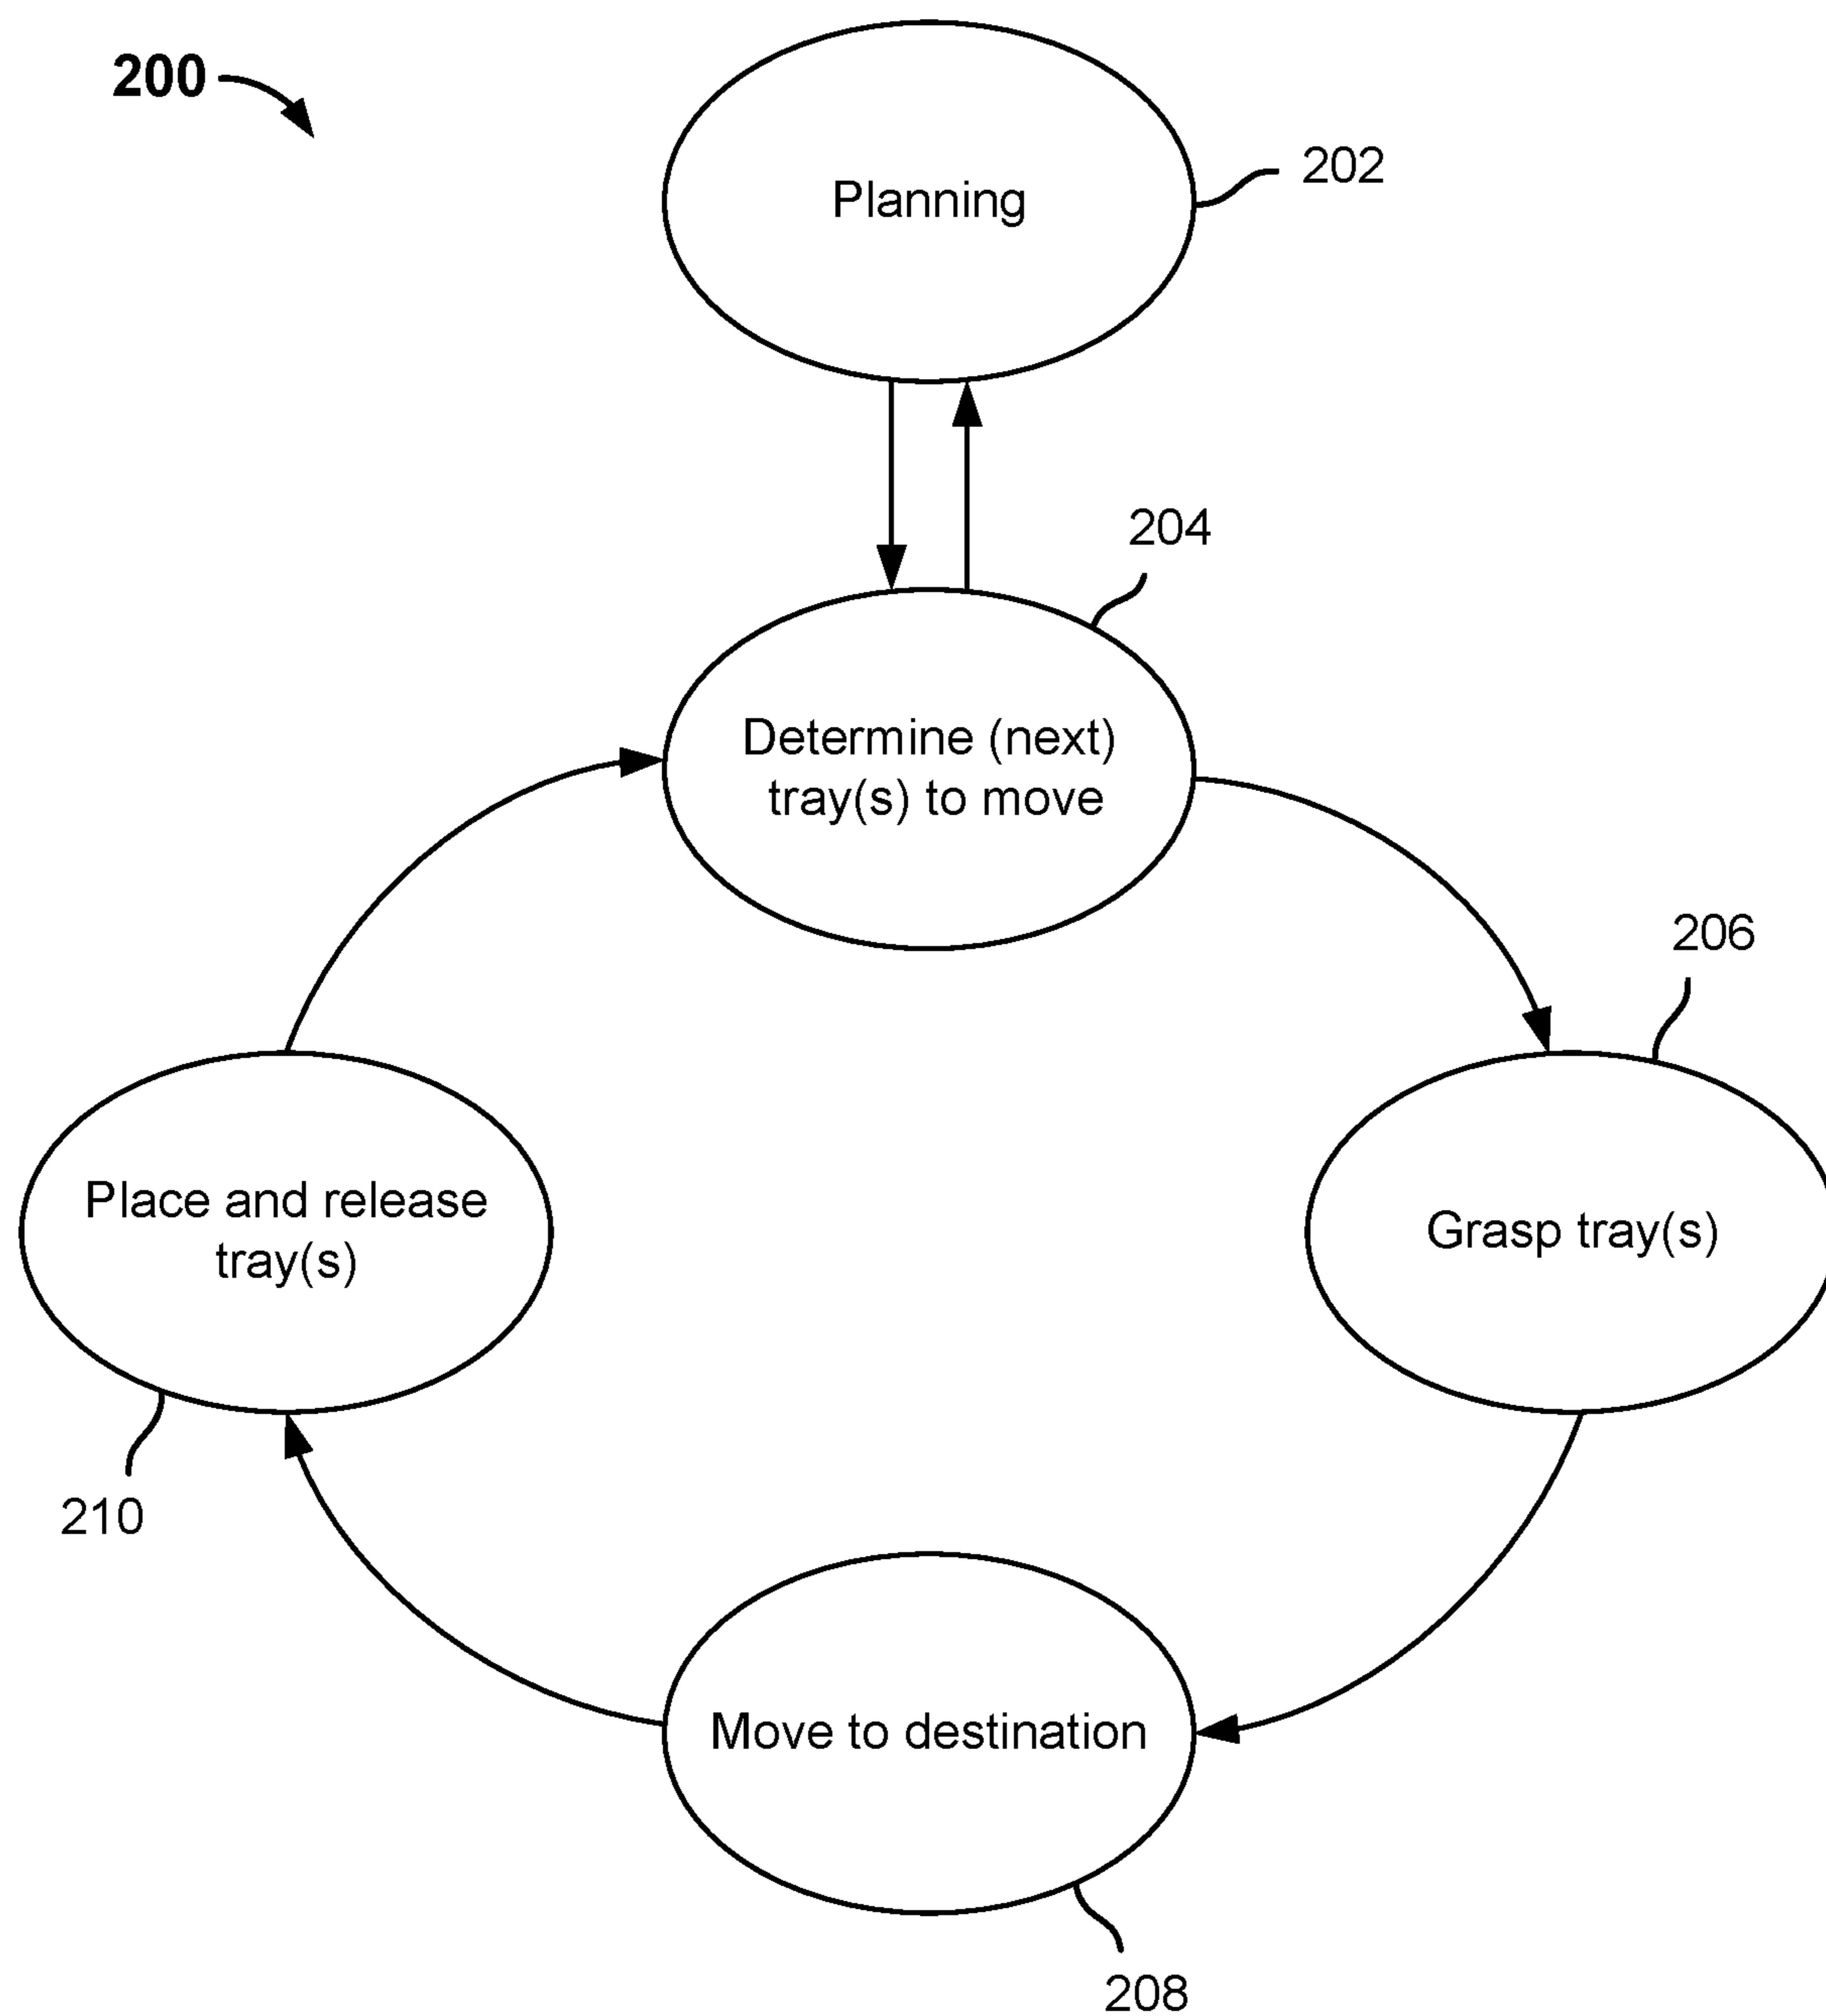 200
Planning
202
204
Determine (next)
tray(s) to move
206
Place and release
tray(s)
Grasp tray(s)
210
Move to destination
208